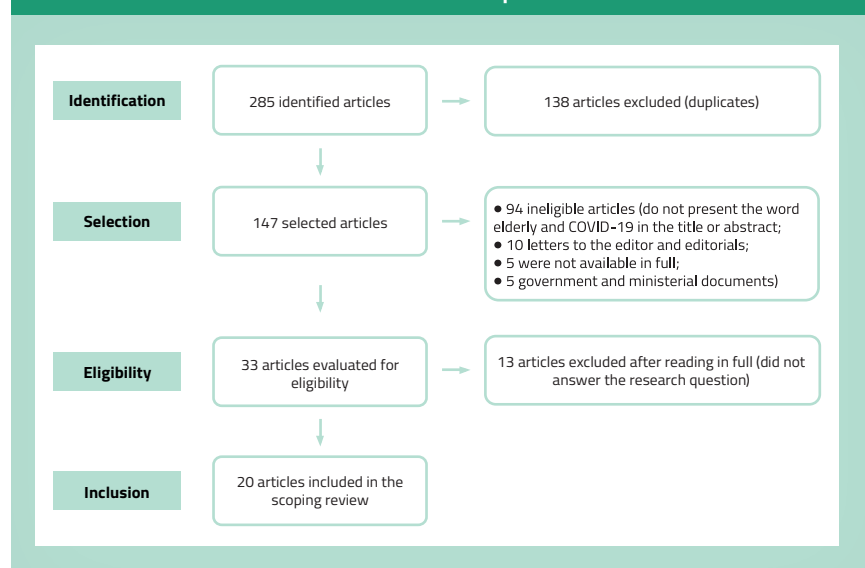 Identification
285 identified articles
138 articles excluded (duplicates)
Selection
147 selected articles
● 94 ineligible articles (do not present the word
elderly and COVID-19 in the title or abstract;
● 10 letters to the editor and editorials;
● 5 were not available in full;
● 5 government and ministerial documents)
Eligibility
33 articles evaluated for
eligibility
13 articles excluded after reading in full (did not
answer the research question)
Inclusion
20 articles included in the
scoping review